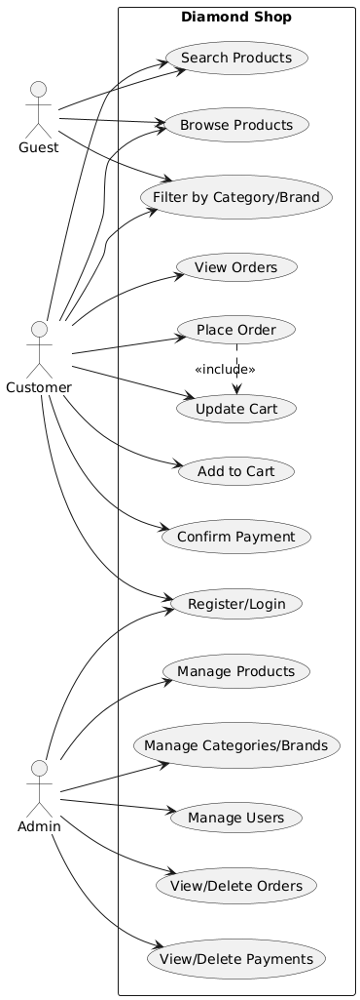 Diamond Shop
Search Products
Browse Products
Guest
Filter by Category/Brand
View Orders
Place Order
Customer
«include»
Update Cart
Add to Cart
Confirm Payment
Register/Login
Manage Products
Manage Categories/Brands
Manage Users
Admin
View/Delete Orders
View/Delete Payments